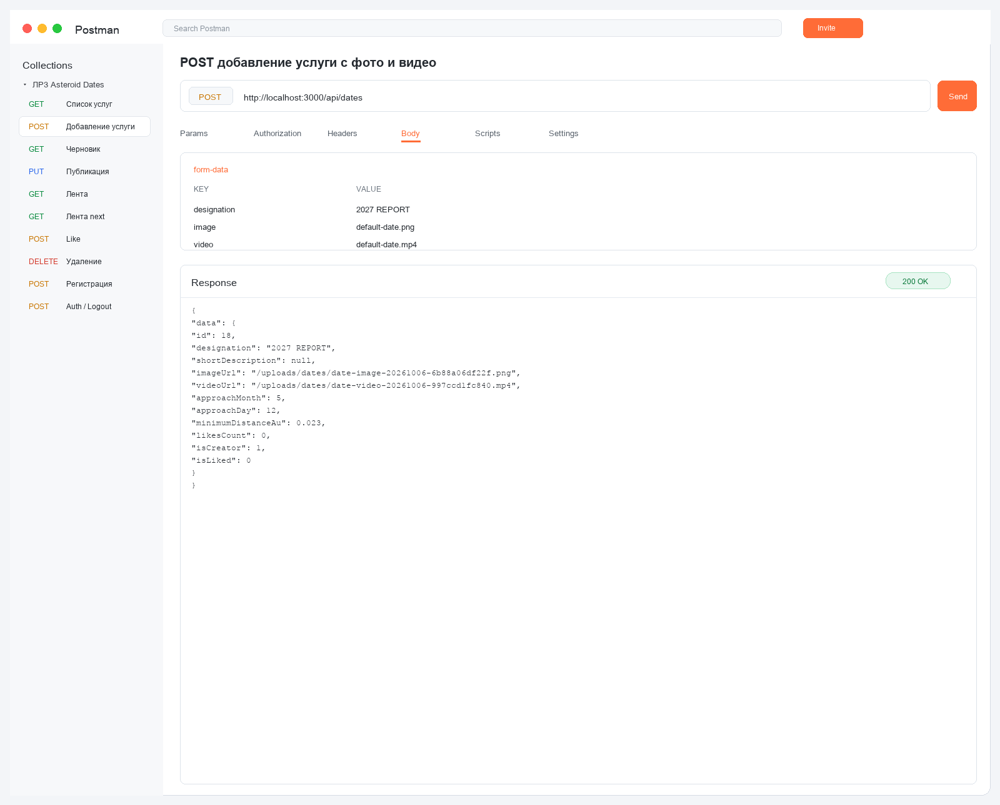 Postman
Search Postman
Invite
Collections
ЛР3 Asteroid Dates
GET Список услуг
POST Добавление услуги
GET Черновик
PUT Публикация
GET Лента
GET Лента next
POST Like
DELETE Удаление
POST Регистрация
POST Auth / Logout
POST добавление услуги с фото и видео
POST http://localhost:3000/api/dates
Send
Params Authorization Headers Body Scripts Settings
form-data
KEY VALUE
designation 2027 REPORT
image default-date.png
video default-date.mp4
Response
200 OK
{
"data": {
"id": 18,
"designation": "2027 REPORT",
"shortDescription": null,
"imageUrl": "/uploads/dates/date-image-20261006-6b88a06df22f.png",
"videoUrl": "/uploads/dates/date-video-20261006-997ccd1fc840.mp4",
"approachMonth": 5,
"approachDay": 12,
"minimumDistanceAu": 0.023,
"likesCount": 0,
"isCreator": 1,
"isLiked": 0
}
}